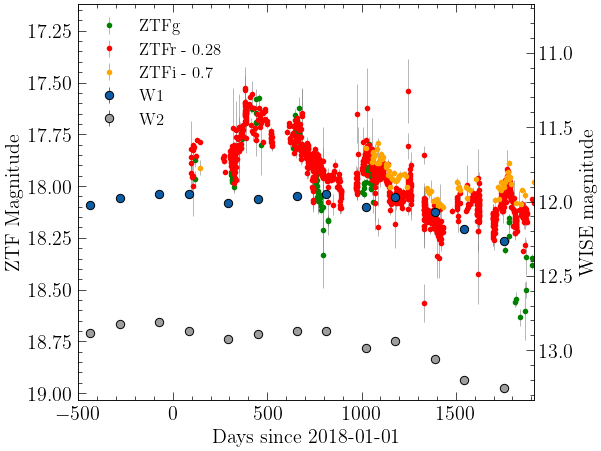 ZTFg
ZTFr - 0.28
ZTFi - 0.7
W1
W2
17.25
17.50
17.75
18.00
18.25
18.50
18.75
19.00
ZTF Magnitude
11.0
11.5
12.0
12.5
13.0
WISE magnitude
−500
0
500
1000
1500
Days since 2018-01-01